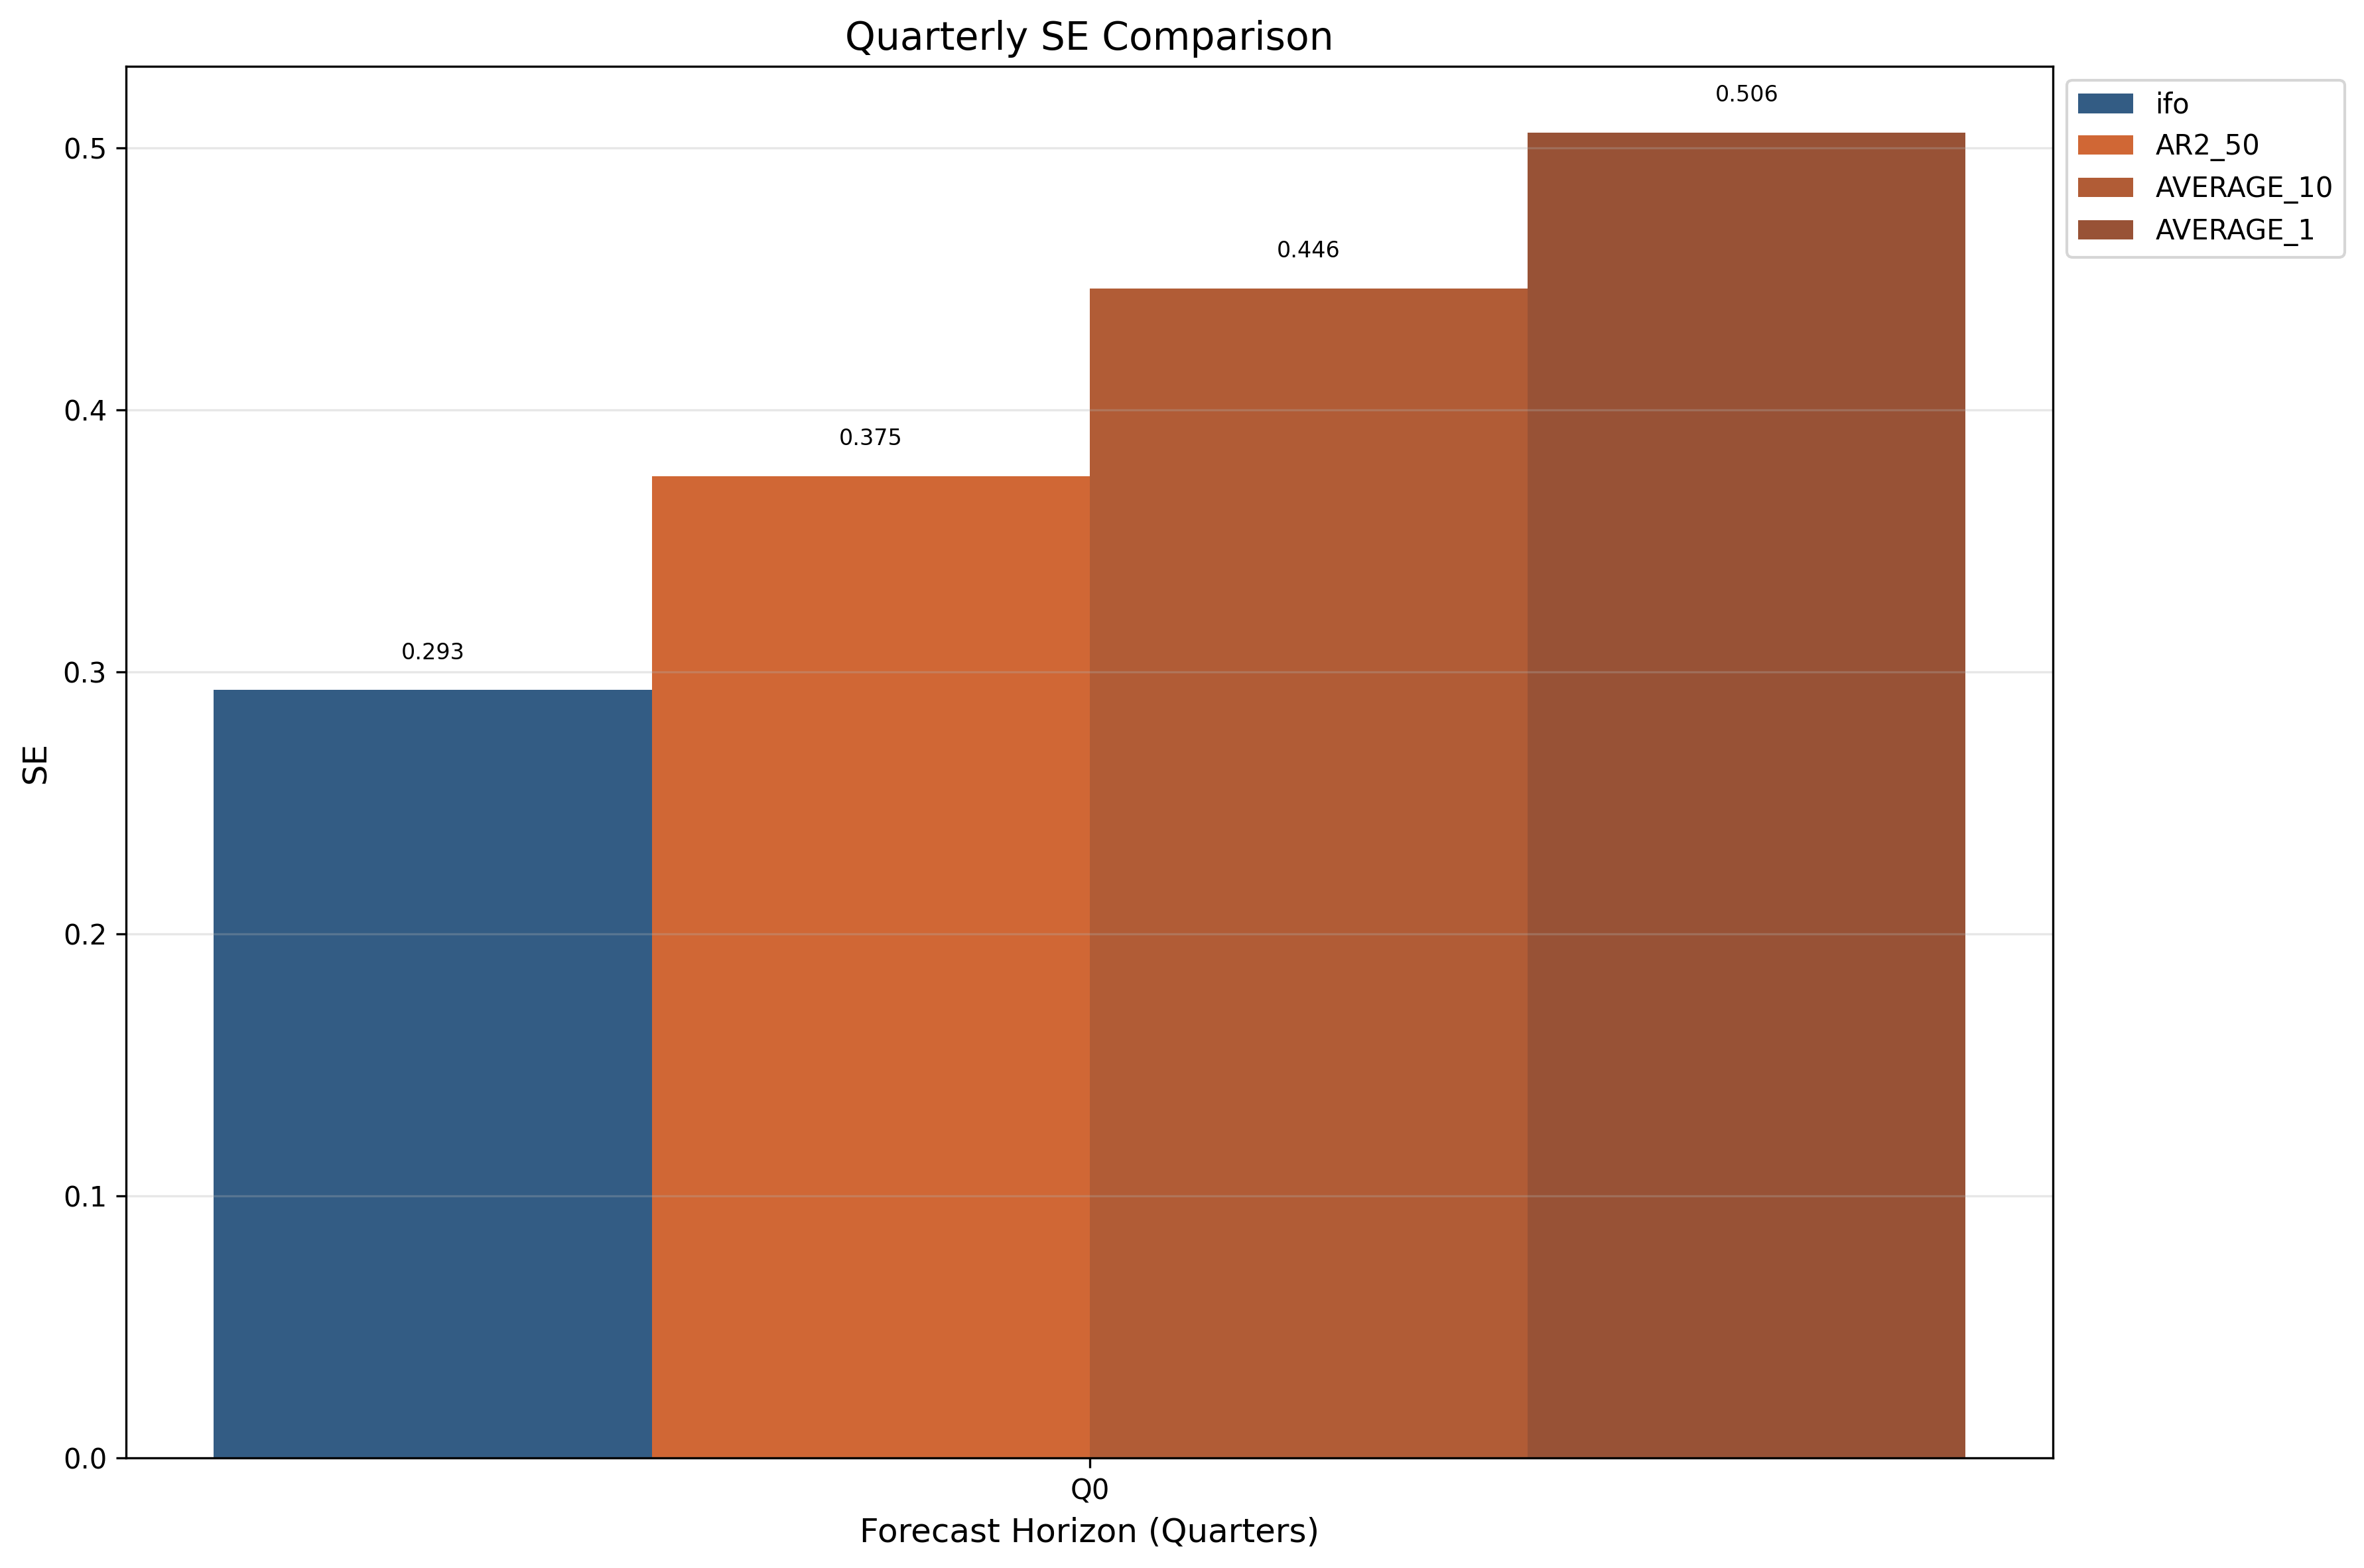 Quarterly SE Comparison
ifo
AR2_50
AVERAGE_10
AVERAGE_1
SE
0.5
0.4
0.3
0.2
0.1
0.0
0.293
0.375
0.446
0.506
Q0
Forecast Horizon (Quarters)